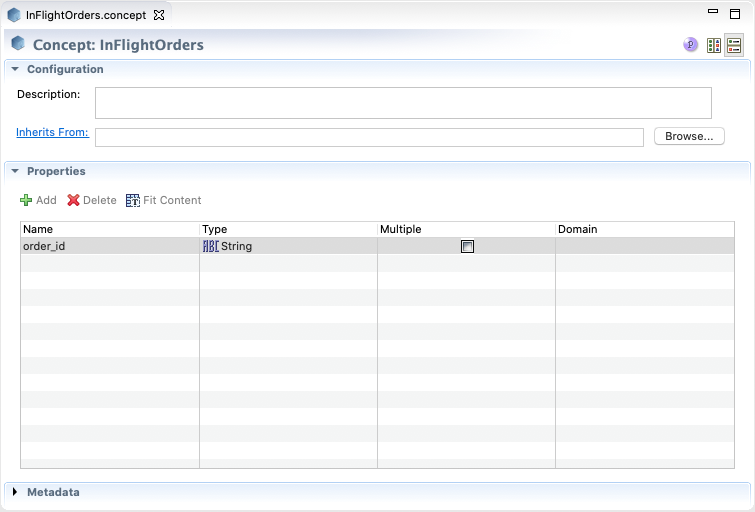 InFlightOrders.concept
Concept: InFlightOrders
Configuration
Description:
Inherits From:
Browse...
Properties
Add Delete Fit Content
Name Type Multiple Domain
order_id ABC String
Metadata